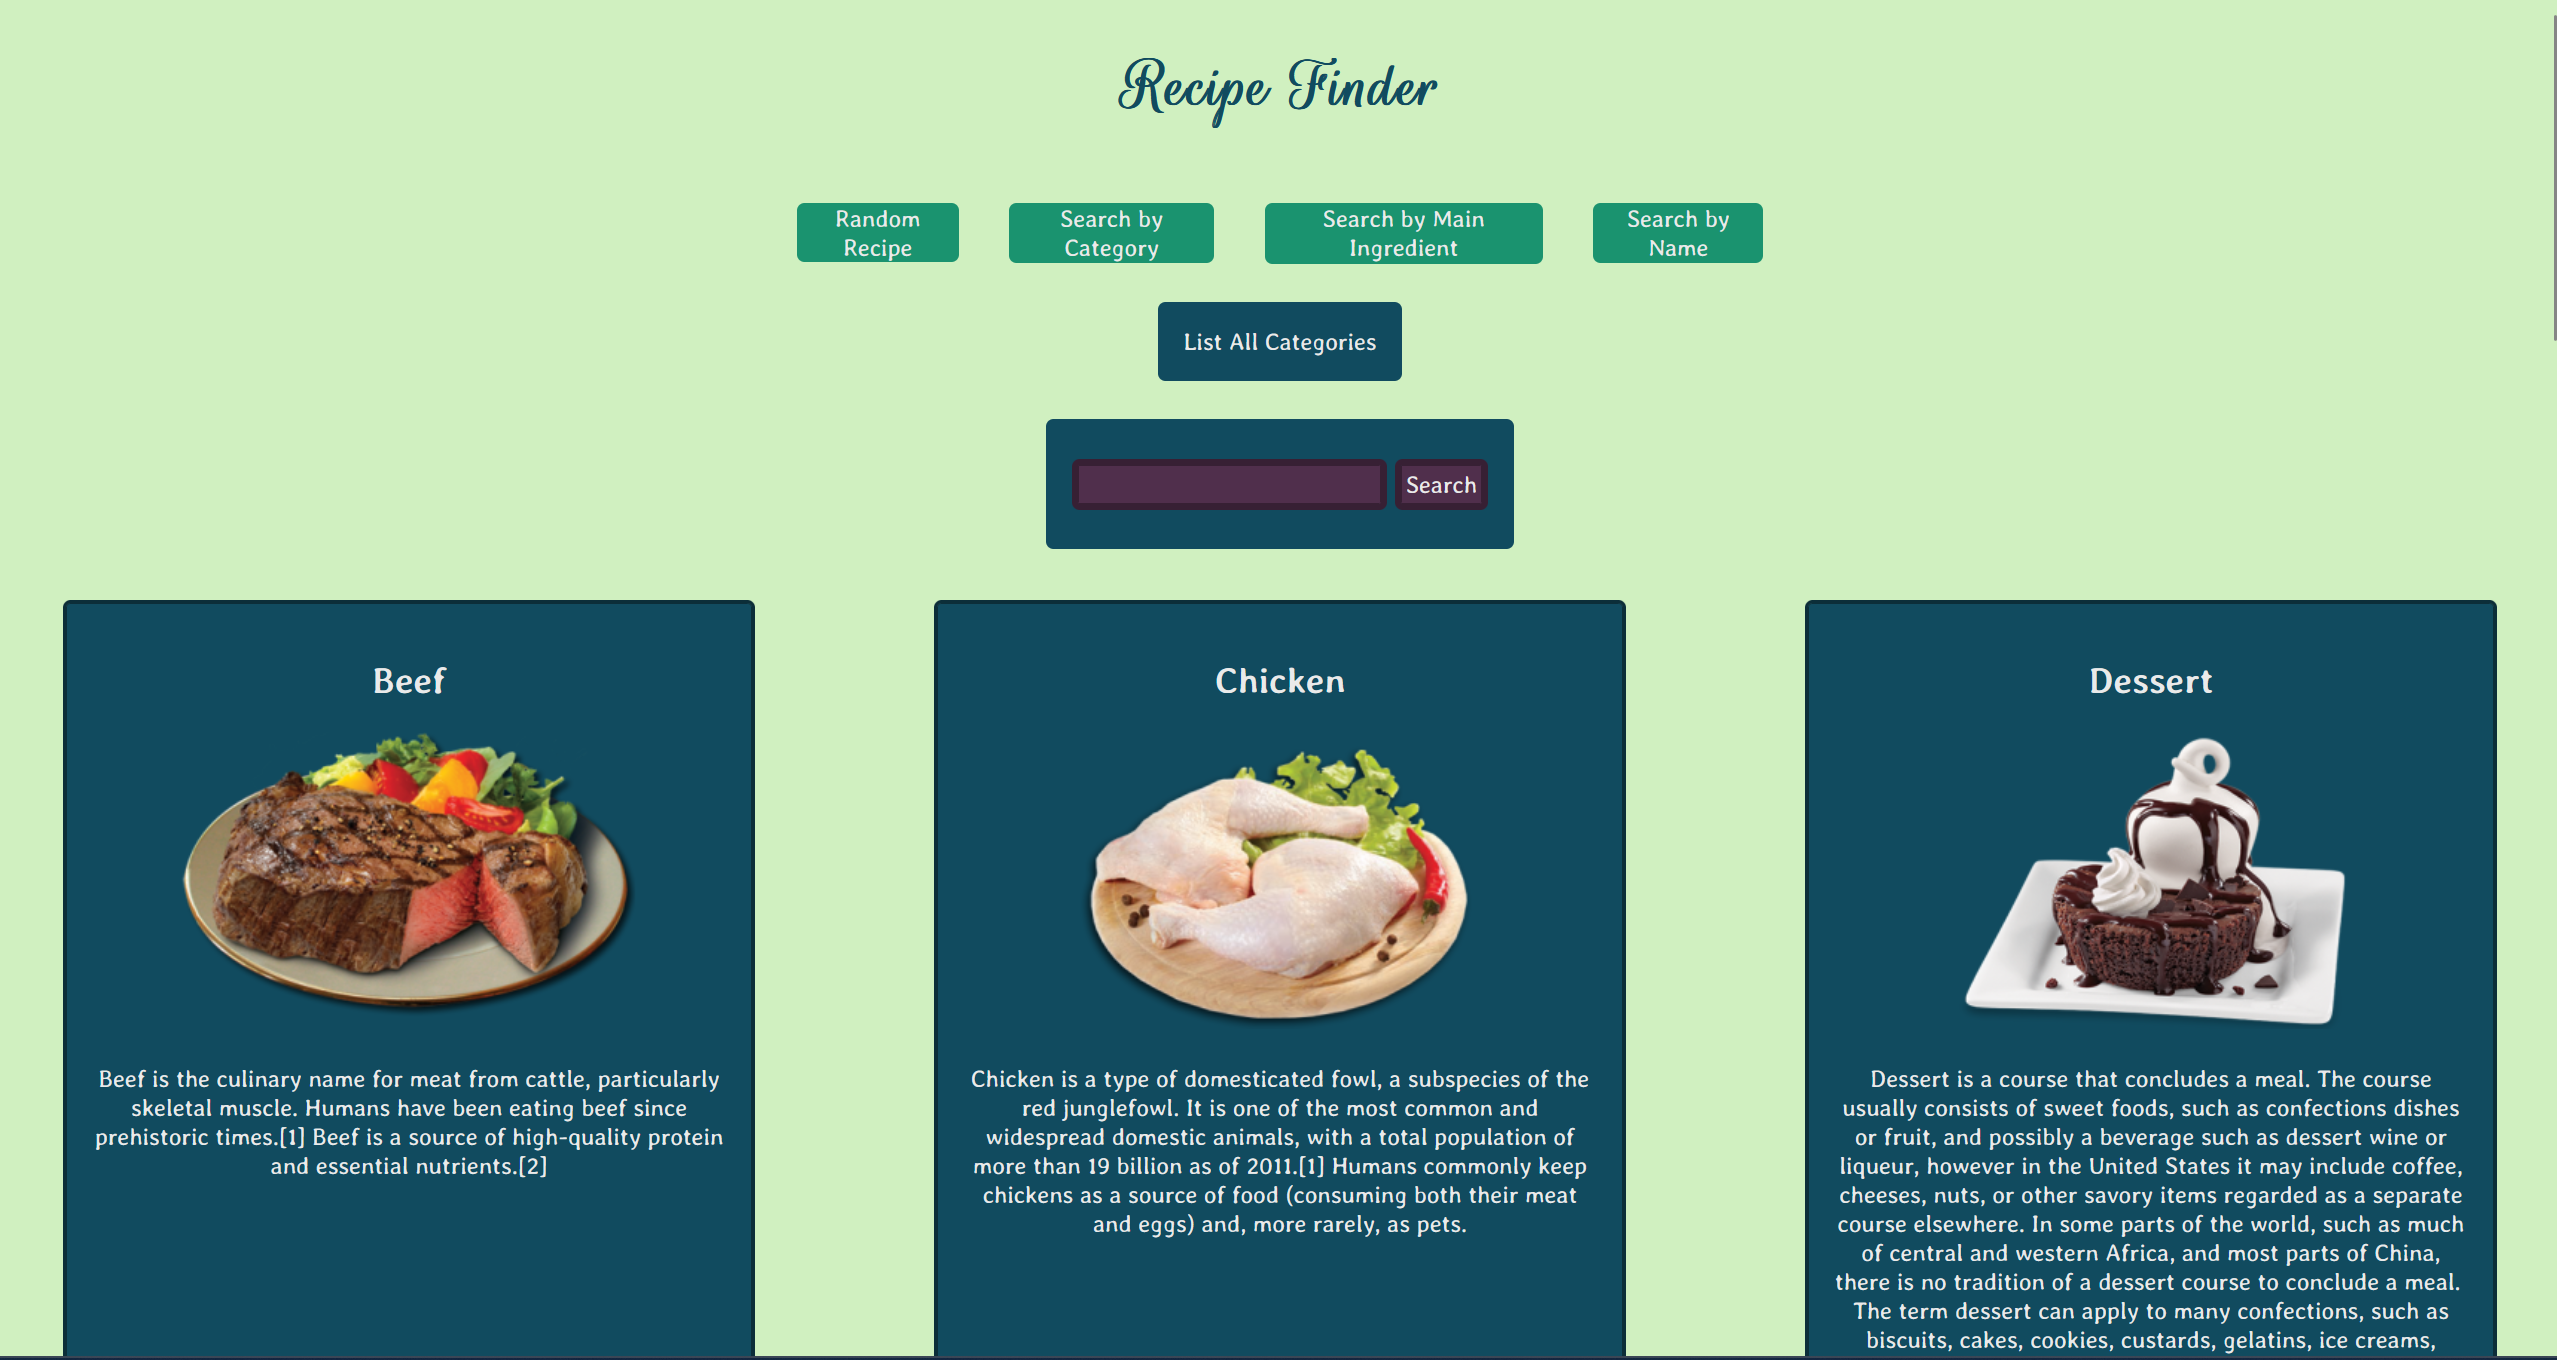 Recipe Finder
Random
Recipe
Search by
Category
Search by Main
Ingredient
Search by
Name
List All Categories
Search
Beef
Beef is the culinary name for meat from cattle, particularly
skeletal muscle. Humans have been eating beef since
prehistoric times.[1] Beef is a source of high-quality protein
and essential nutrients.[2]
Chicken
Chicken is a type of domesticated fowl, a subspecies of the
red junglefowl. It is one of the most common and
widespread domestic animals, with a total population of
more than 19 billion as of 2011.[1] Humans commonly keep
chickens as a source of food (consuming both their meat
and eggs) and, more rarely, as pets.
Dessert
Dessert is a course that concludes a meal. The course
usually consists of sweet foods, such as confections dishes
or fruit, and possibly a beverage such as dessert wine or
liqueur, however in the United States it may include coffee,
cheeses, nuts, or other savory items regarded as a separate
course elsewhere. In some parts of the world, such as much
of central and western Africa, and most parts of China,
there is no tradition of a dessert course to conclude a meal.
The term dessert can apply to many confections, such as
biscuits, cakes, cookies, custards, gelatins, ice creams,